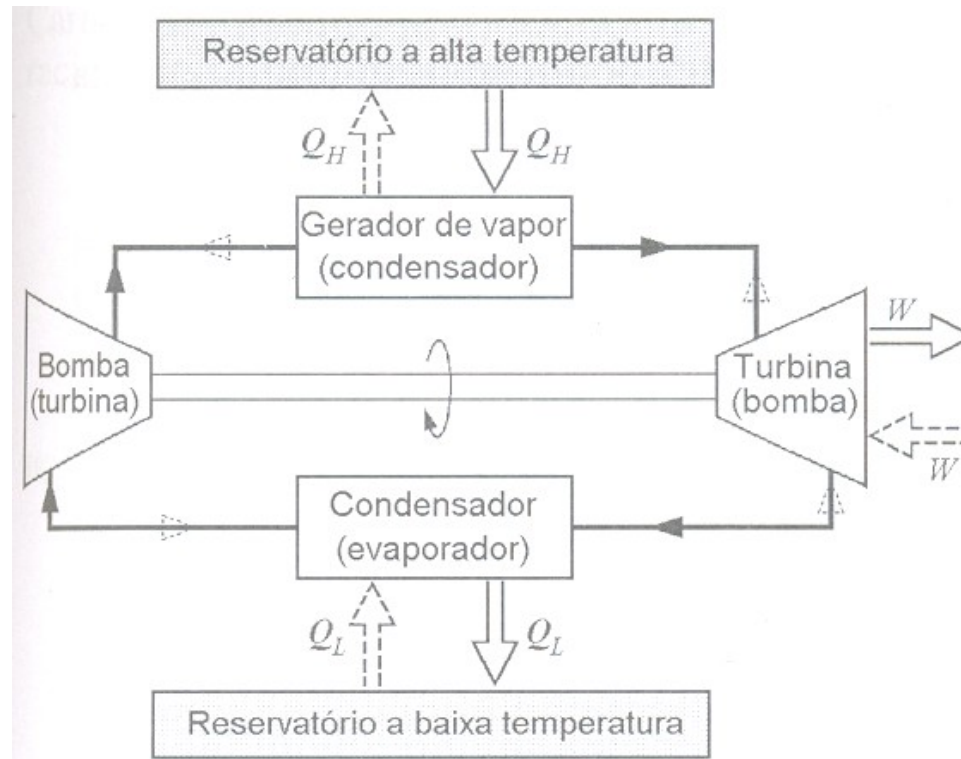 Reservatório a alta temperatura
Q_H
Q_H
Gerador de vapor
(condensador)
Bomba
(turbina)
Turbina
(bomba)
W
W
Condensador
(evaporador)
Q_L
Q_L
Reservatório a baixa temperatura